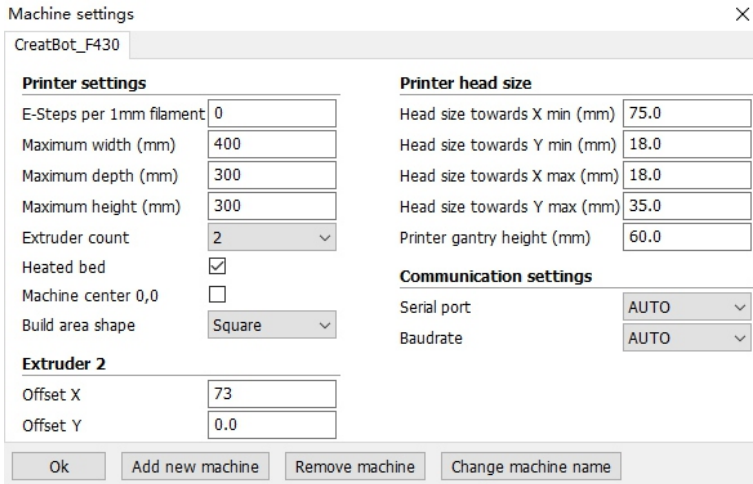 Machine settings
CreatBot_F430
Printer settings
E-Steps per 1mm filament 0
Maximum width (mm) 400
Maximum depth (mm) 300
Maximum height (mm) 300
Extruder count 2
Heated bed
Machine center 0,0
Build area shape Square
Extruder 2
Offset X 73
Offset Y 0.0
Printer head size
Head size towards X min (mm) 75.0
Head size towards Y min (mm) 18.0
Head size towards X max (mm) 18.0
Head size towards Y max (mm) 35.0
Printer gantry height (mm) 60.0
Communication settings
Serial port AUTO
Baudrate AUTO
Ok Add new machine Remove machine Change machine name